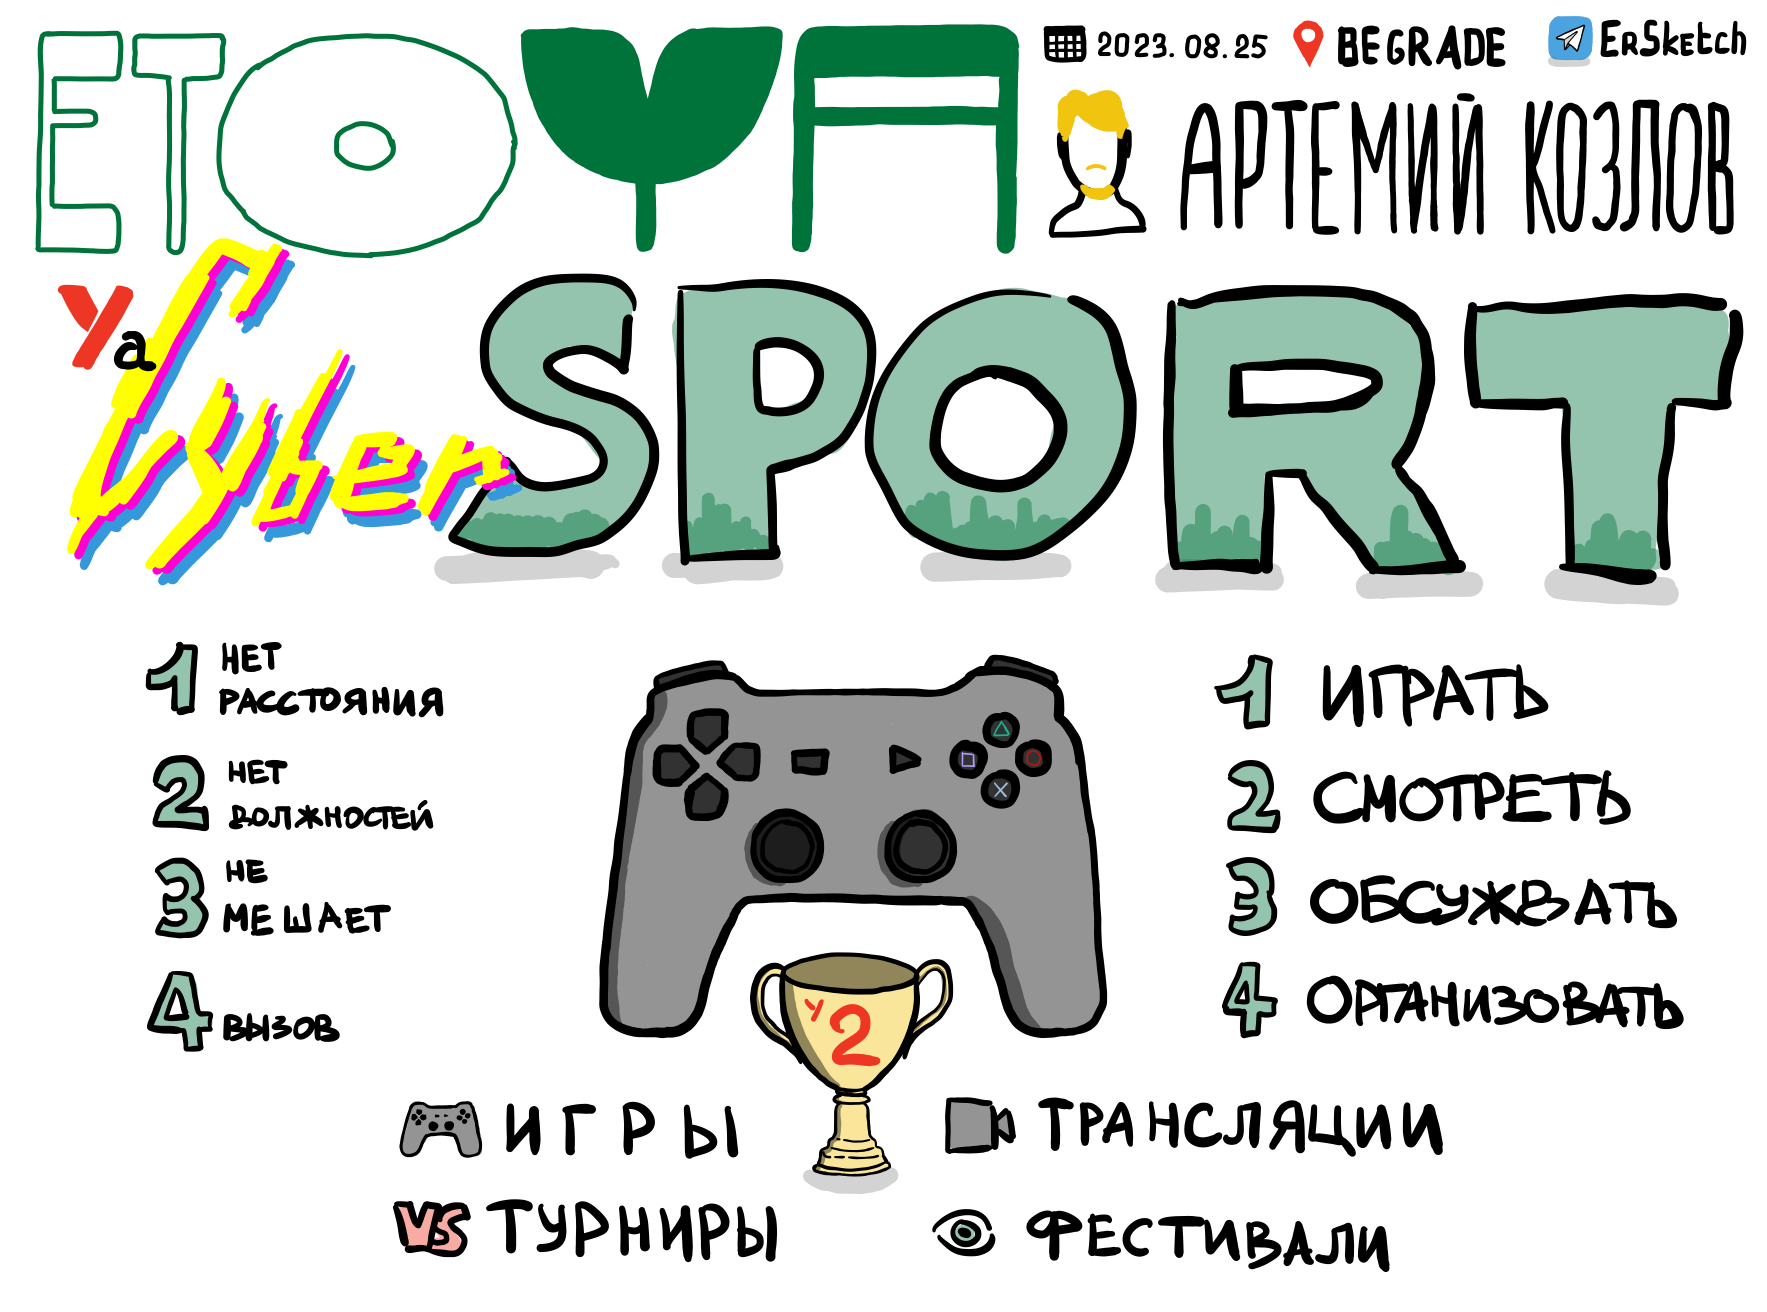 ETOYA
2023.08.25
BEGRADE
ErSketch
АРТЕМИЙ КОЗЛОВ
Ya Cyber SPORT
1 НЕТ
РАССТОЯНИЯ
2 НЕТ
ДОЛЖНОСТЕЙ
3 НЕ
МЕШАЕТ
4 ВЫЗОВ
1 ИГРАТЬ
2 СМОТРЕТЬ
3 ОБСУЖВАТЬ
4 ОРГАНИЗОВАТЬ
Y2
ИГРЫ
ТРАНСЛЯЦИИ
VS ТУРНИРЫ
ФЕСТИВАЛИ